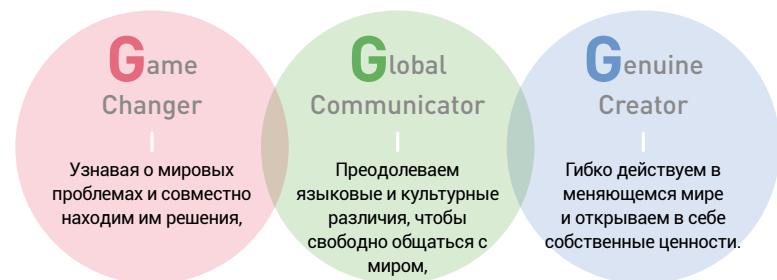 Game
Changer
Узнавая о мировых
проблемах и совместно
находим им решения,
Global
Communicator
Преодолеваем
языковые и культурные
различия, чтобы
свободно общаться с
миром,
Genuine
Creator
Гибко действуем в
меняющемся мире
и открываем в себе
собственные ценности.